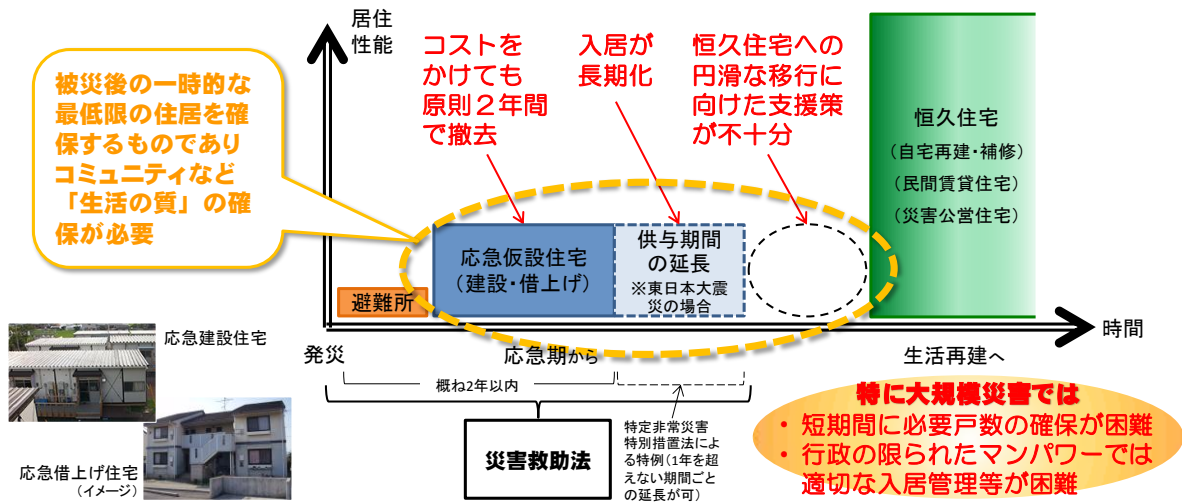 居住
性能
被災後の一時的な
最低限の住居を確
保するものであり
コミュニティなど
「生活の質」の確
保が必要
コストを
かけても
原則２年間
で撤去
入居が
長期化
恒久住宅への
円滑な移行に
向けた支援策
が不十分
恒久住宅
（自宅再建・補修）
（民間賃貸住宅）
（災害公営住宅）
避難所
応急仮設住宅
（建設・借上げ）
供与期間
の延長
※東日本大震
災の場合
時間
発災
応急期から
生活再建へ
概ね2年以内
応急建設住宅
応急借上げ住宅
（イメージ）
災害救助法
特定非常災害
特別措置法によ
る特例（1年を超
えない期間ごと
の延長が可）
特に大規模災害では
・ 短期間に必要戸数の確保が困難
・ 行政の限られたマンパワーでは
適切な入居管理等が困難